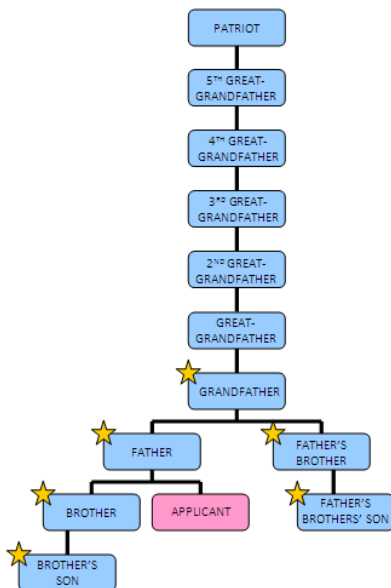 PATRIOT
5TH GREAT-
GRANDFATHER
4TH GREAT-
GRANDFATHER
3RD GREAT-
GRANDFATHER
2ND GREAT-
GRANDFATHER
GREAT-
GRANDFATHER
GRANDFATHER
FATHER
FATHER'S
BROTHER
BROTHER
APPLICANT
FATHER'S
BROTHERS' SON
BROTHER'S
SON